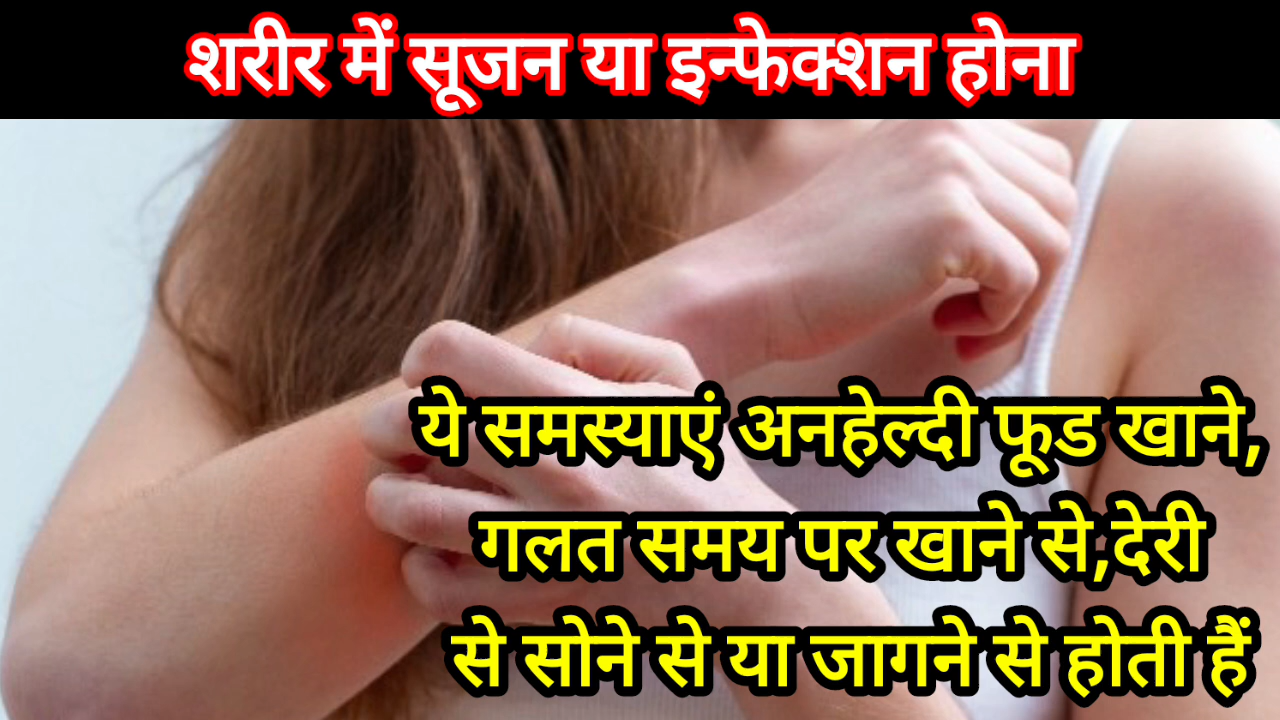 शरीर में सूजन या इन्फेक्शन होना
ये समस्याएं अनहेल्दी फूड खाने,
गलत समय पर खाने से,देरी
से सोने से या जागने से होती हैं